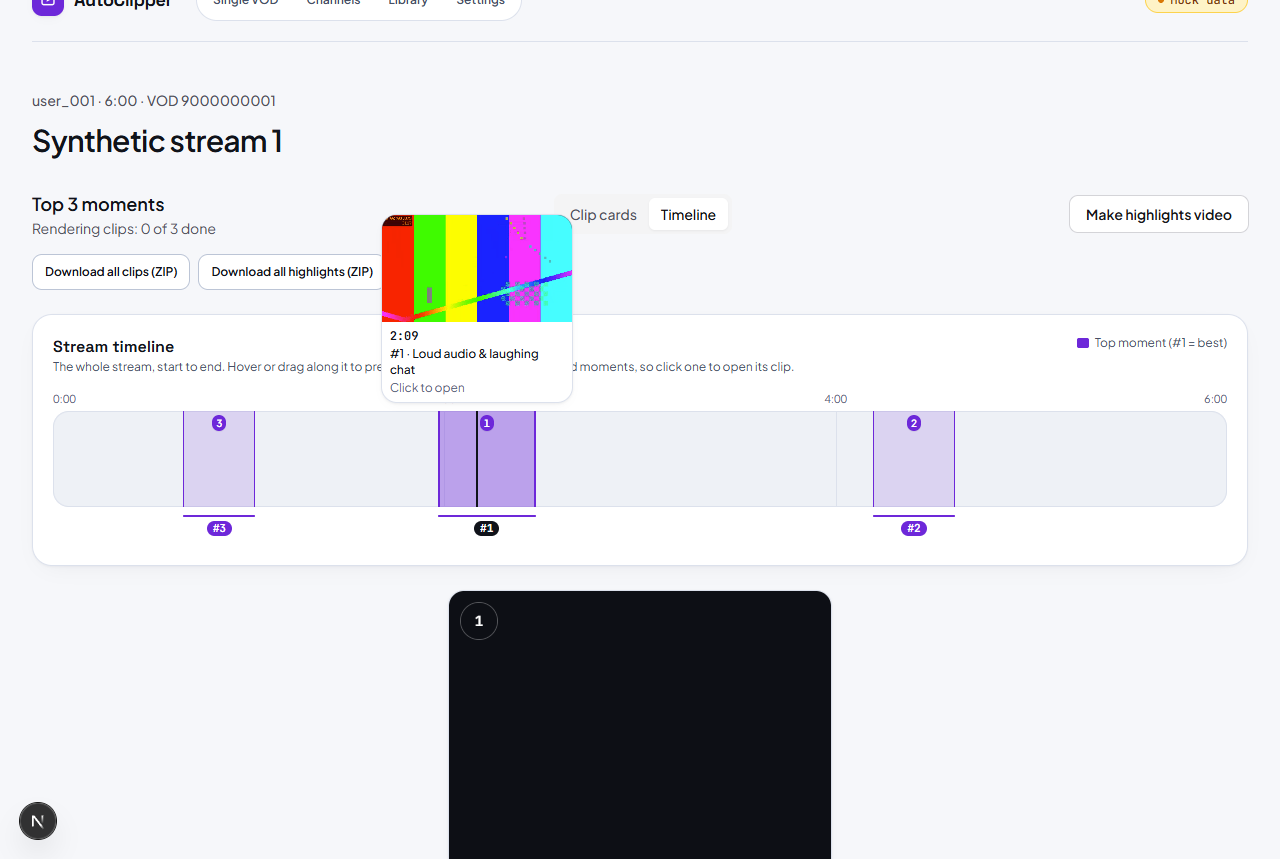 AutoClipper
Single VOD
Channels
Library
Settings
mock data
user_001 · 6:00 · VOD 9000000001
Synthetic stream 1
Top 3 moments
Rendering clips: 0 of 3 done
Clip cards
Timeline
Make highlights video
Download all clips (ZIP)
Download all highlights (ZIP)
2:09
#1 · Loud audio & laughing
chat
Click to open
Stream timeline
Top moment (#1 = best)
The whole stream, start to end. Hover or drag along it to pre
moments, so click one to open its clip.
0:00
4:00
6:00
3
1
2
#3
#1
#2
1
N